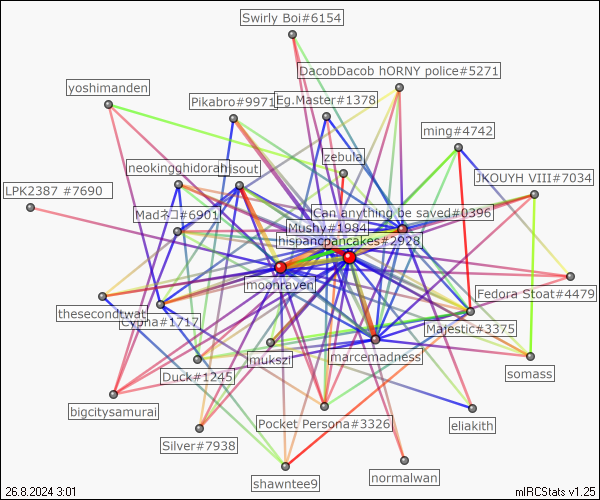 Swirly Boi#6154
DacobDacob hORNY police#5271
yoshimanden
Pikabro#9971
Eg.Master#1378
ming#4742
zebula
neokingghidorah
hisout
JKOUYH VIII#7034
LPK2387 #7690
Madネコ#6901
Can anything be saved#0396
Mushy#1984
hispancpancakes#2928
moonraven
Fedora Stoat#4479
thesecondtwat
Cypha#1717
Majestic#3375
mukszi
marcemadness
somass
Duck#1245
bigcitysamurai
Pocket Persona#3326
eliakith
Silver#7938
normalwan
shawntee9
26.8.2024 3:01
mIRCStats v1.25